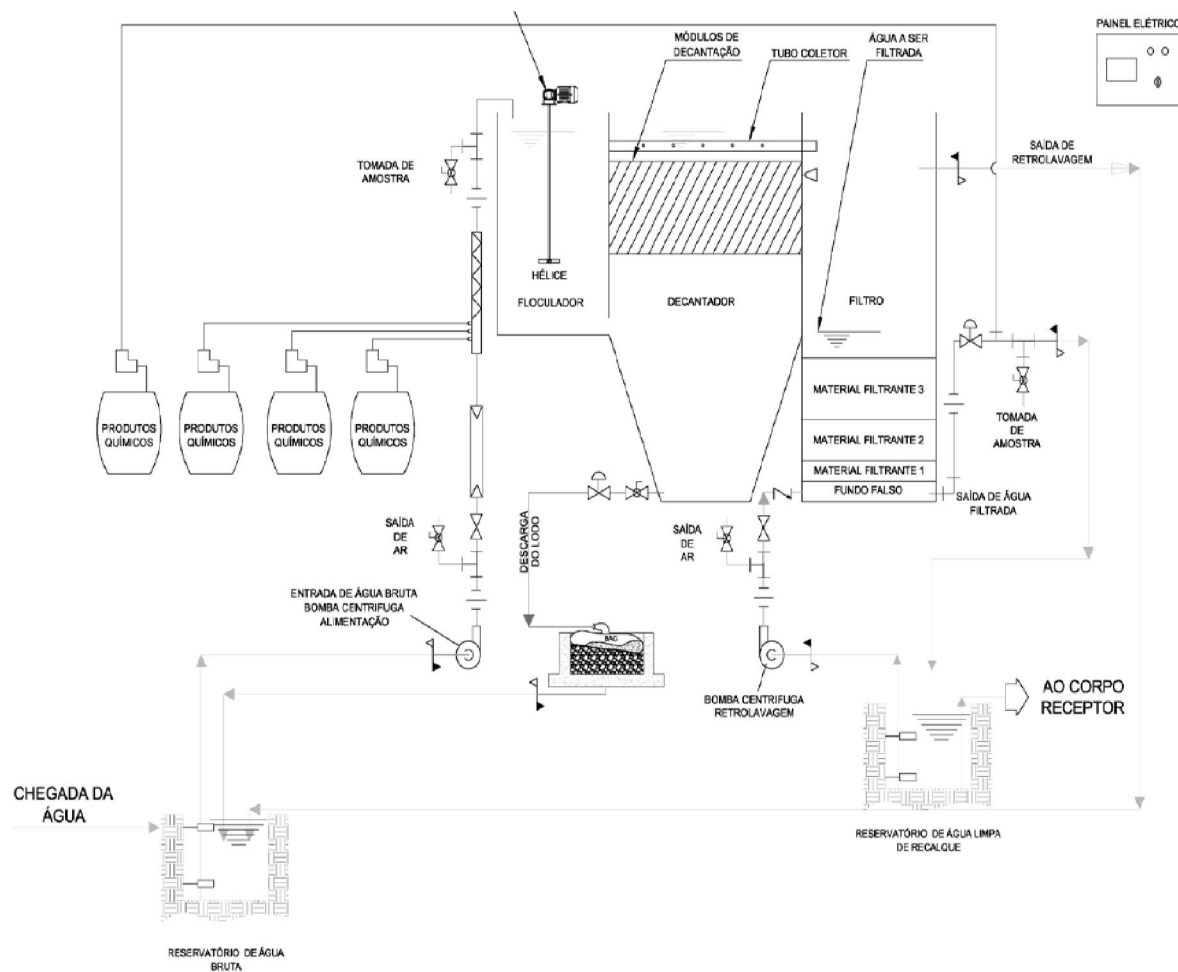 PAINEL ELÉTRICO
MÓDULOS DE
DECANTAÇÃO
TUBO COLETOR
ÁGUA A SER
FILTRADA
TOMADA DE
AMOSTRA
SAÍDA DE
RETROLAVAGEM
HÉLICE
FLOCULADOR
DECANTADOR
FILTRO
MATERIAL FILTRANTE 3
MATERIAL FILTRANTE 2
MATERIAL FILTRANTE 1
FUNDO FALSO
TOMADA
DE
AMOSTRA
SAÍDA DE ÁGUA
FILTRADA
PRODUTOS
QUÍMICOS
PRODUTOS
QUÍMICOS
PRODUTOS
QUÍMICOS
PRODUTOS
QUÍMICOS
SAÍDA
DE
AR
DESCARGA
DO LODO
SAÍDA
DE
AR
ENTRADA DE ÁGUA BRUTA
BOMBA CENTRIFUGA
ALIMENTAÇÃO
BAG
BOMBA CENTRIFUGA
RETROLAVAGEM
AO CORPO
RECEPTOR
CHEGADA DA
ÁGUA
RESERVATÓRIO DE ÁGUA LIMPA
DE RECALQUE
RESERVATÓRIO DE ÁGUA
BRUTA